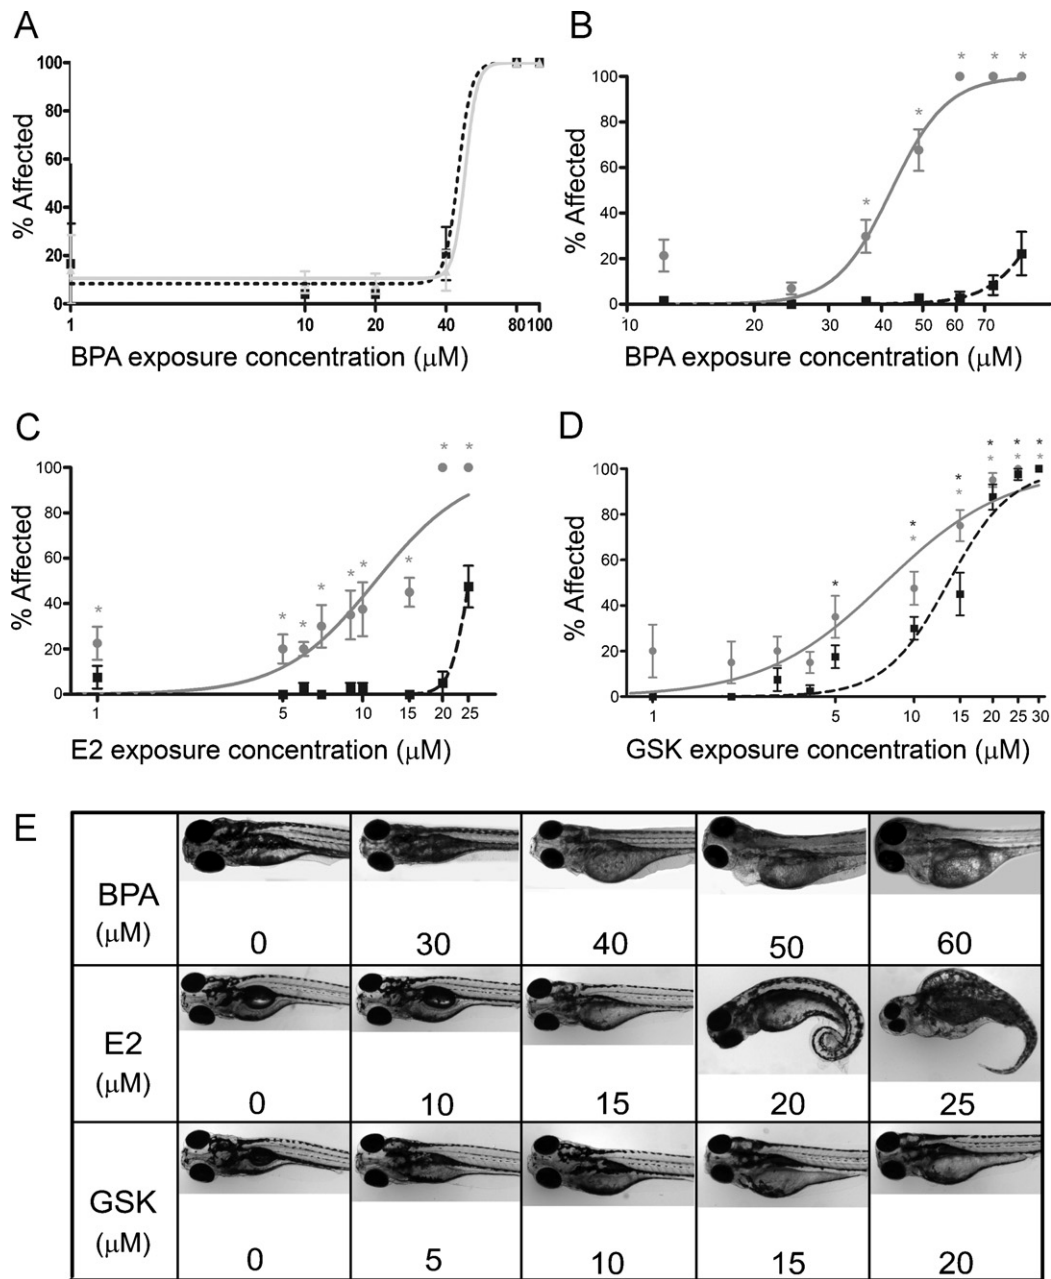 A
% Affected
100
80
60
40
20
0
1 10 20 40 80 100
BPA exposure concentration (μM)
B
% Affected
* * *
*
*
100
80
60
40
20
0
10 20 30 40 50 60 70
BPA exposure concentration (μM)
C
% Affected
* *
* * * * * * *
100
80
60
40
20
0
1 5 10 15 20 25
E2 exposure concentration (μM)
D
% Affected
* * * * * *
* * * * *
100
80
60
40
20
0
1 5 10 15 20 25 30
GSK exposure concentration (μM)
E
BPA
(μM)
0 30 40 50 60
E2
(μM)
0 10 15 20 25
GSK
(μM)
0 5 10 15 20